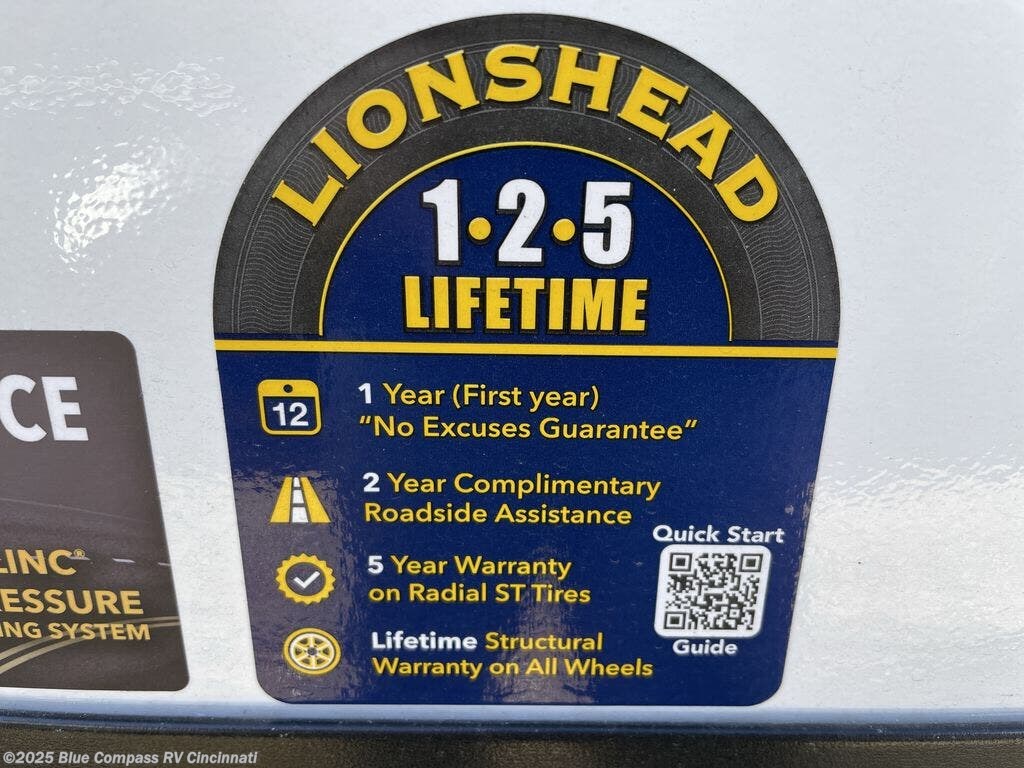 LIONSHEAD
1•2•5
LIFETIME
12
1 Year (First year)
"No Excuses Guarantee"
2 Year Complimentary
Roadside Assistance
5 Year Warranty
on Radial ST Tires
Lifetime Structural
Warranty on All Wheels
Quick Start
Guide
CE
LINC®
ESSURE
ING SYSTEM
©2025 Blue Compass RV Cincinnati